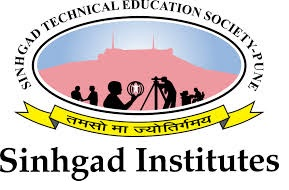 SINHGAD TECHNICAL EDUCATION SOCIETY-PUNE
तमसो मा ज्योतिर्गमय
Sinhgad Institutes